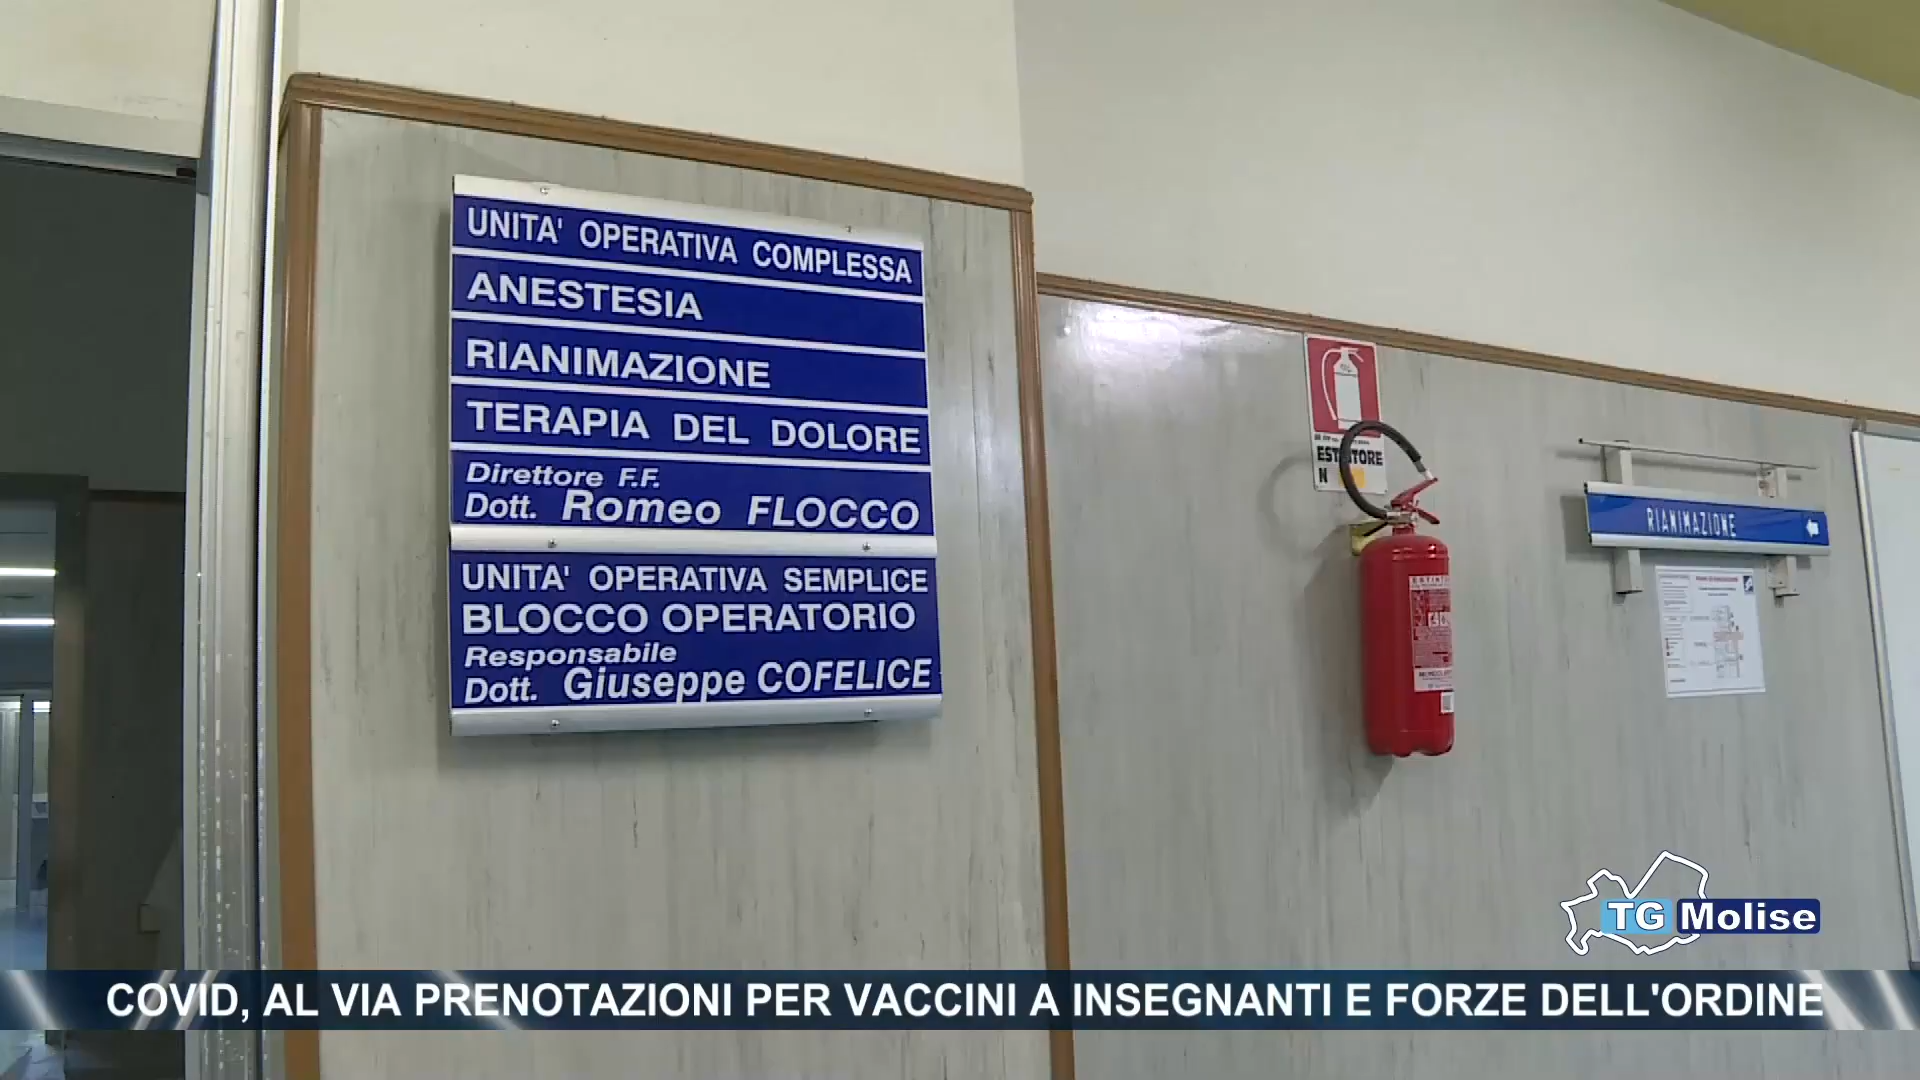 UNITA' OPERATIVA COMPLESSA
ANESTESIA
RIANIMAZIONE
TERAPIA DEL DOLORE
Direttore F.F.
Dott. Romeo FLOCCO
UNITA' OPERATIVA SEMPLICE
BLOCCO OPERATORIO
Responsabile
Dott. Giuseppe COFELICE
N
RIANIMAZIONE
TG Molise
COVID, AL VIA PRENOTAZIONI PER VACCINI A INSEGNANTI E FORZE DELL'ORDINE